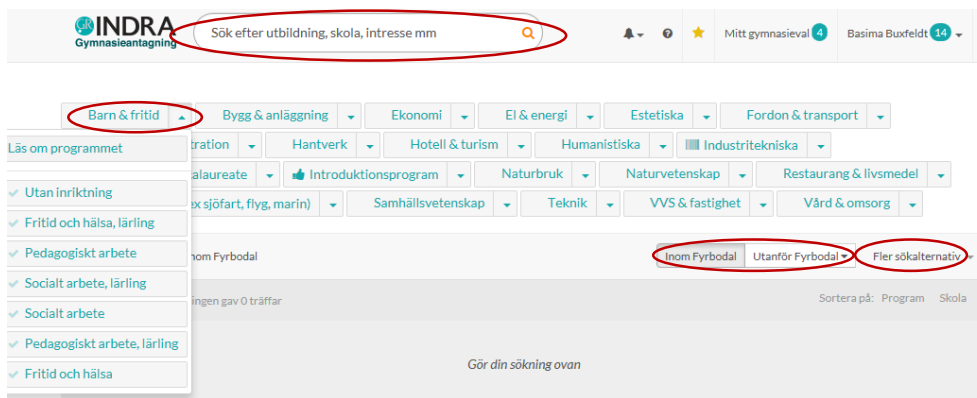 INDRA
Gymnasieantagning
Sök efter utbildning, skola, intresse mm
Mitt gymnasieval 4 Basima Buxfeldt 14
Barn & fritid Bygg & anläggning Ekonomi El & energi Estetiska Fordon & transport
Läs om programmet
tration Hantverk Hotell & turism Humanistiska Industritekniska
alaureate Introduktionsprogram Naturbruk Naturvetenskap Restaurang & livsmedel
Utan inriktning
ex sjöfart, flyg, marin) Samhällsvetenskap Teknik VVS & fastighet Vård & omsorg
Fritid och hälsa, lärling
Pedagogiskt arbete
nom Fyrbodal Inom Fyrbodal Utanför Fyrbodal Fler sökalternativ
Socialt arbete, lärling
ingen gav 0 träffar Sortera på: Program Skola
Socialt arbete
Pedagogiskt arbete, lärling
Gör din sökning ovan
Fritid och hälsa